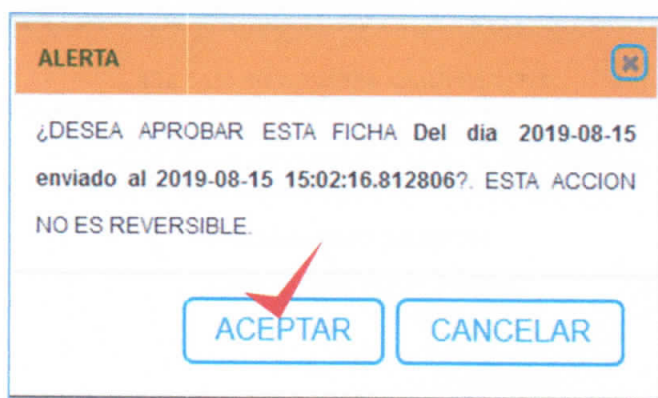 ALERTA
¿DESEA APROBAR ESTA FICHA Del dia 2019-08-15
enviado al 2019-08-15 15:02:16.812806?. ESTA ACCION
NO ES REVERSIBLE.
ACEPTAR CANCELAR